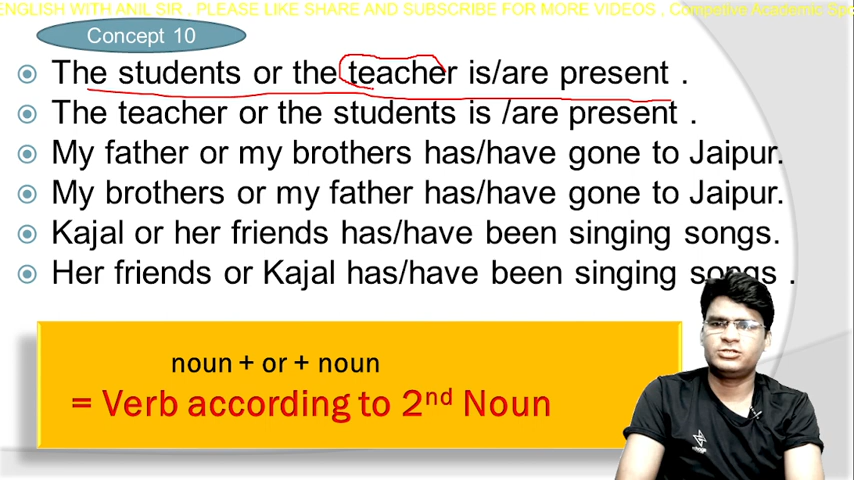 ENGLISH WITH ANIL SIR , PLEASE LIKE SHARE AND SUBSCRIBE FOR MORE VIDEOS , Competive Academic
Concept 10
The students or the teacher is/are present .
The teacher or the students is /are present .
My father or my brothers has/have gone to Jaipur.
My brothers or my father has/have gone to Jaipur.
Kajal or her friends has/have been singing songs.
Her friends or Kajal has/have been singing songs .
noun + or + noun
= Verb according to 2nd Noun